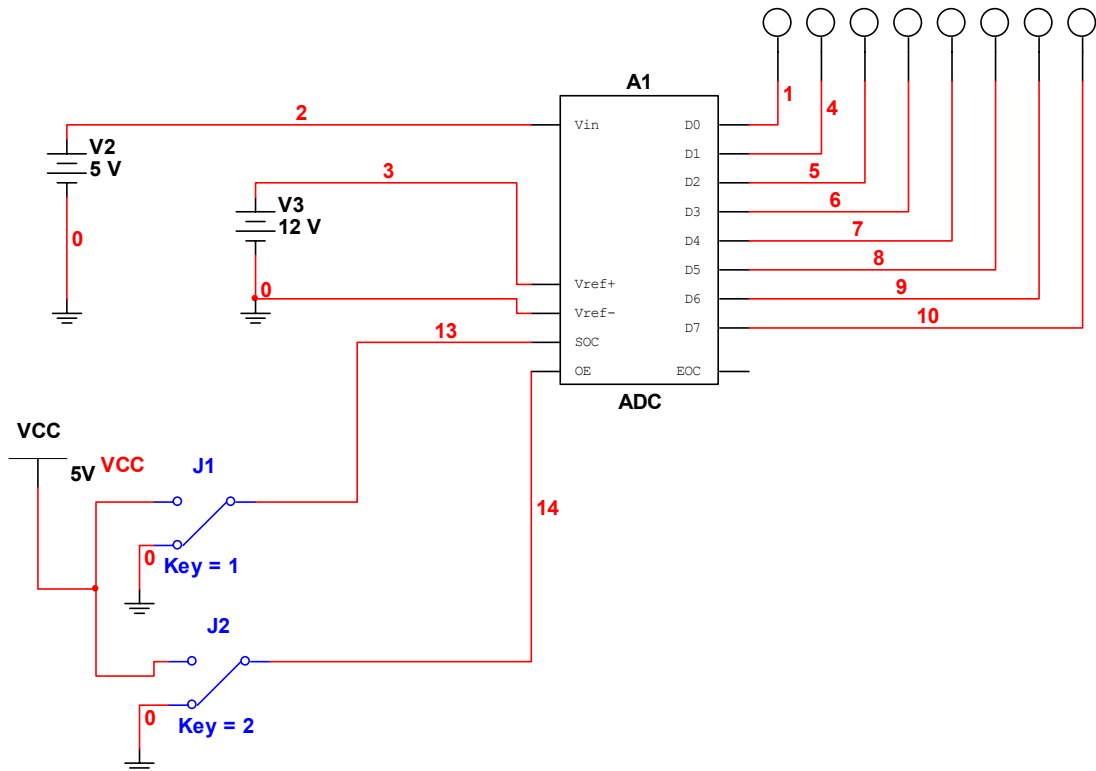 A1
1
2
4
Vin
D0
V2
5 V
D1
3
5
D2
V3
12 V
6
D3
0
7
D4
8
D5
0
Vref+
9
D6
Vref-
10
D7
13
SOC
OE
EOC
ADC
VCC
5V
VCC
J1
14
0
Key = 1
J2
0
Key = 2